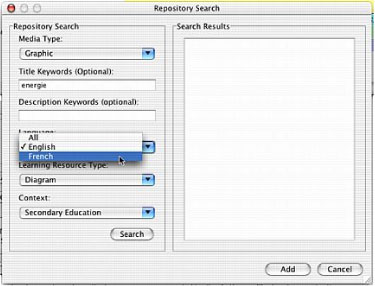 Repository Search
Repository Search
Search Results
Media Type:
Graphic
Title Keywords (Optional):
energie
Description Keywords (optional):
Language:
All
✓ English
French
Learning Resource Type:
Diagram
Context:
Secondary Education
Search
Add
Cancel